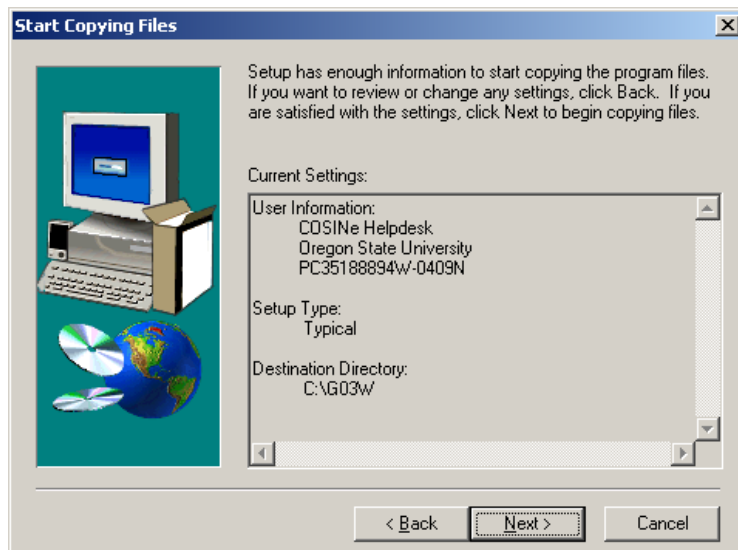 Start Copying Files
Setup has enough information to start copying the program files.
If you want to review or change any settings, click Back. If you
are satisfied with the settings, click Next to begin copying files.
Current Settings:
User Information:
COSINe Helpdesk
Oregon State University
PC35188894W-0409N
Setup Type:
Typical
Destination Directory:
C:\G03W
< Back
Next >
Cancel